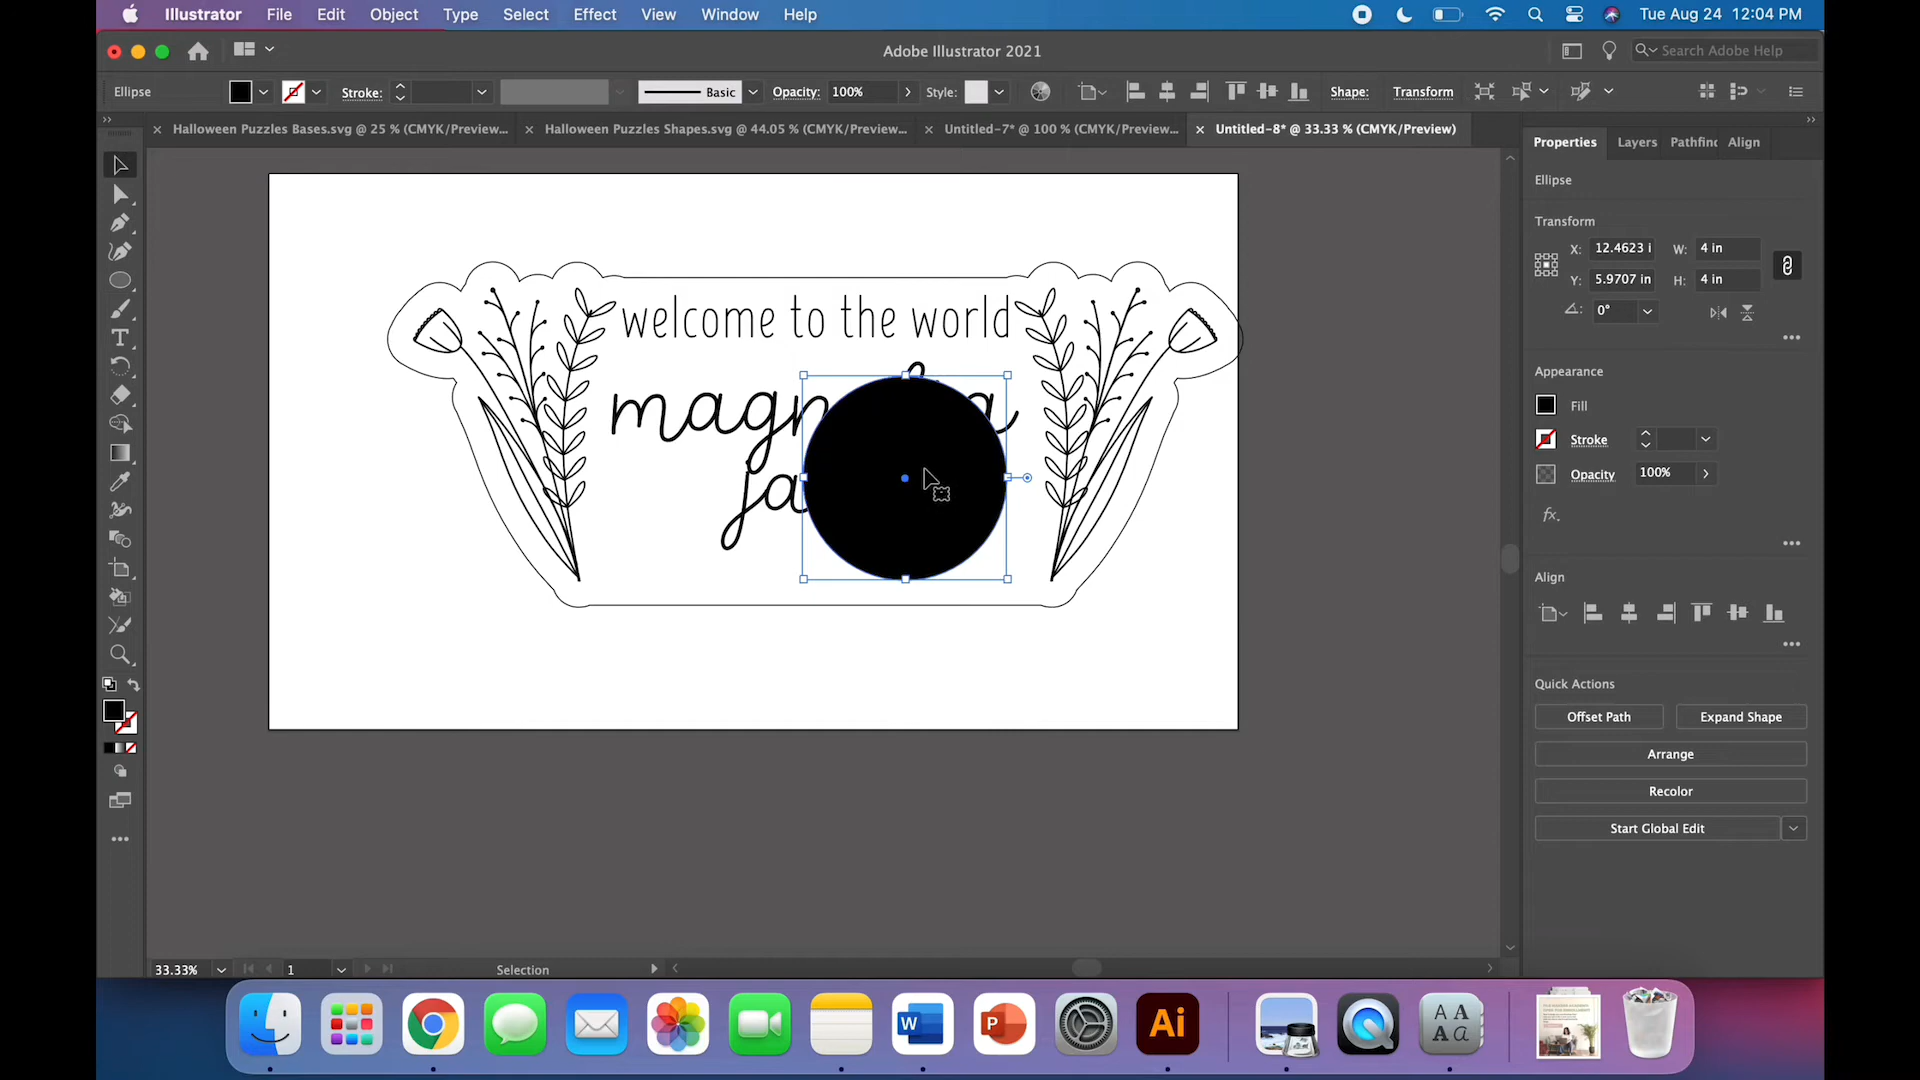 Illustrator File Edit Object Type Select Effect View Window Help Tue Aug 24 12:04 PM
Adobe Illustrator 2021
Search Adobe Help
Ellipse Stroke: Basic Opacity: 100% Style: Shape: Transform
Halloween Puzzles Bases.svg @ 25 % (CMYK/Preview...
Halloween Puzzles Shapes.svg @ 44.05 % (CMYK/Preview...
Untitled-7* @ 100 % (CMYK/Preview...
Untitled-8* @ 33.33 % (CMYK/Preview)
Properties Layers Pathfind Align
Ellipse
Transform
X: 12.4623 i W: 4 in
Y: 5.9707 in H: 4 in
0°
Appearance
Fill
Stroke
Opacity 100%
fx.
Align
Quick Actions
Offset Path Expand Shape
Arrange
Recolor
Start Global Edit
welcome to the world
magn a
ja
33.33% 1 Selection
W P Ai
A A
A a